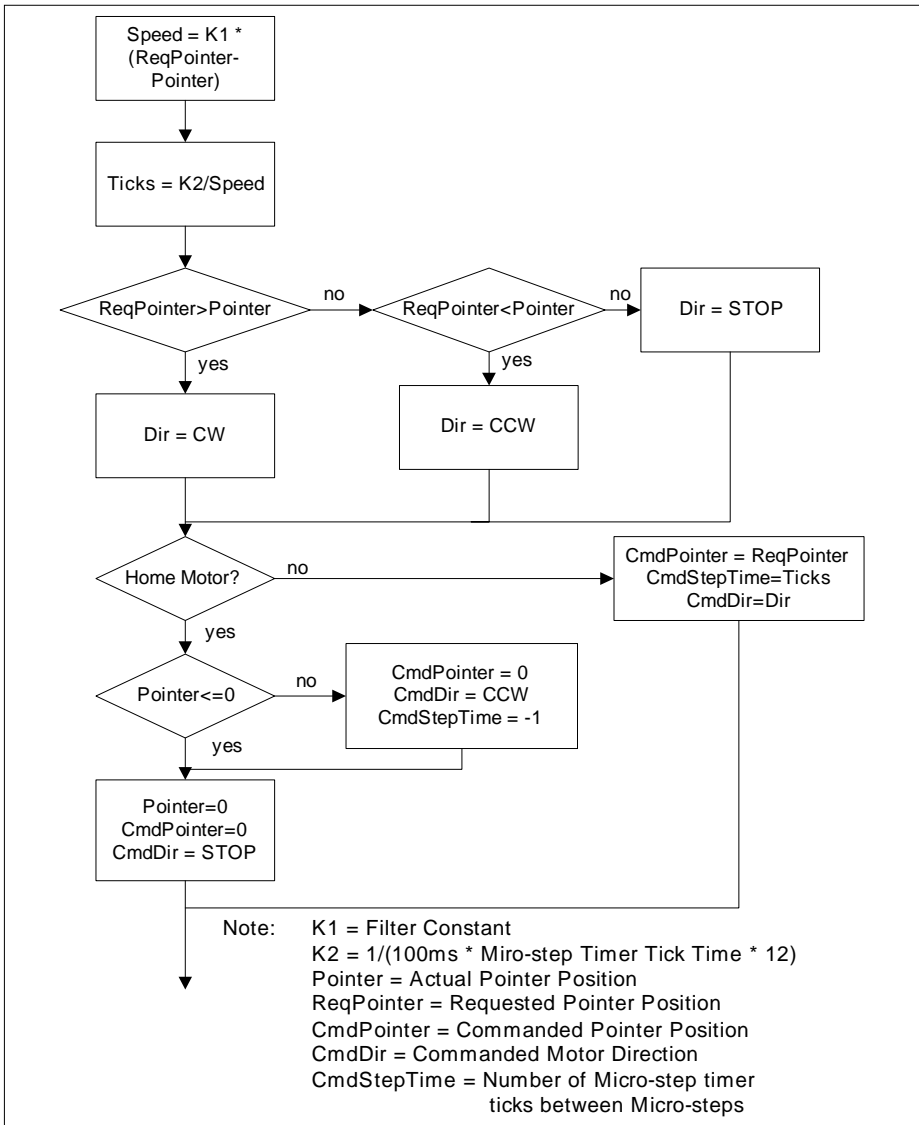 Speed = K1 *
(ReqPointer-
Pointer)
Ticks = K2/Speed
ReqPointer>Pointer
no
ReqPointer<Pointer
no
Dir = STOP
yes
yes
Dir = CW
Dir = CCW
Home Motor?
no
CmdPointer = ReqPointer
CmdStepTime=Ticks
CmdDir=Dir
yes
Pointer<=0
no
CmdPointer = 0
CmdDir = CCW
CmdStepTime = -1
yes
Pointer=0
CmdPointer=0
CmdDir = STOP
Note: K1 = Filter Constant
K2 = 1/(100ms * Miro-step Timer Tick Time * 12)
Pointer = Actual Pointer Position
ReqPointer = Requested Pointer Position
CmdPointer = Commanded Pointer Position
CmdDir = Commanded Motor Direction
CmdStepTime = Number of Micro-step timer
ticks between Micro-steps